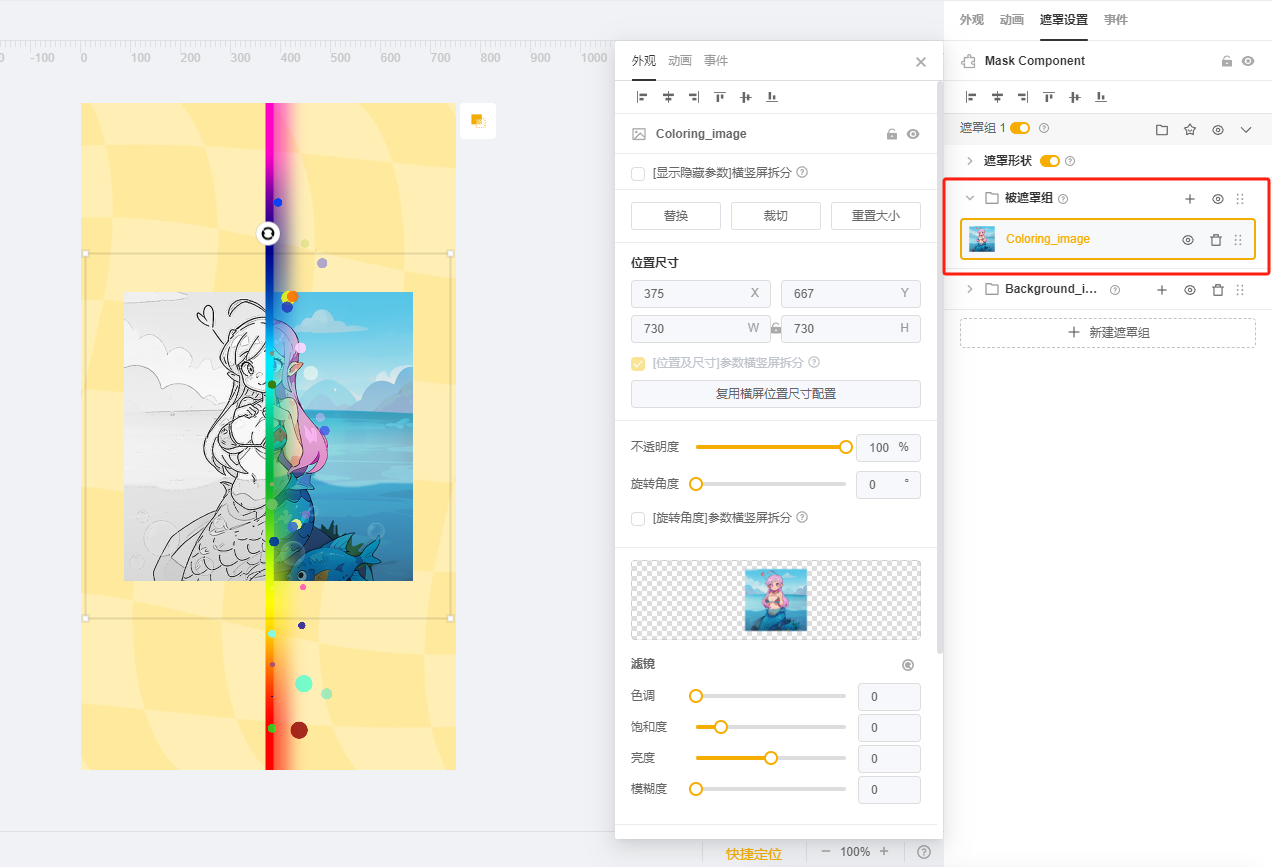 外观 动画 遮罩设置 事件
Mask Component
0 -100 0 100 200 300 400 500 600 700 800 900 1000
外观 动画 事件
Coloring_image
[显示隐藏参数]横竖屏拆分
替换 裁切 重置大小
位置尺寸
375 X 667 Y
730 W 730 H
[位置及尺寸]参数横竖屏拆分
复用横屏位置尺寸配置
不透明度 100 %
旋转角度 0 °
[旋转角度]参数横竖屏拆分
滤镜
色调 0
饱和度 0
亮度 0
模糊度 0
遮罩组 1
遮罩形状
被遮罩组
Coloring_image
Background_i...
新建遮罩组
快捷定位 100%